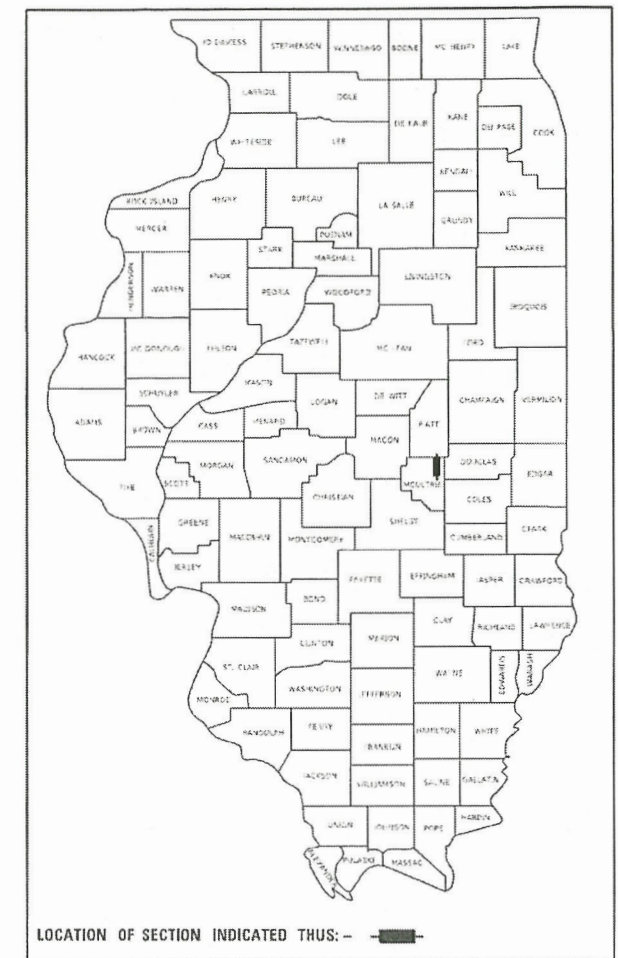 JO DAVIESS STEPHENSON WINNEBAGO BOONE MC HENRY LAKE
CARROLL OGLE
DE KALB KANE DU PAGE COOK
WHITESIDE LEE
KENDALL WILL
ROCK ISLAND HENRY BUREAU LA SALLE
GRUNDY
MERCER PUTNAM
STARK MARSHALL KANKAKEE
HENDERSON WARREN KNOX LIVINGSTON
PEORIA WOODFORD IROQUOIS
FORD
HANCOCK MC DONOUGH FULTON TAZEWELL MC LEAN
MASON
SCHUYLER LOGAN DE WITT CHAMPAIGN VERMILION
ADAMS BROWN CASS MENARD PIATT
MACON
MORGAN SANGAMON DOUGLAS EDGAR
PIKE SCOTT MOULTRIE
CHRISTIAN COLES
GREENE SHELBY
CALHOUN MACOUPIN MONTGOMERY CUMBERLAND CLARK
JERSEY FAYETTE EFFINGHAM JASPER CRAWFORD
MADISON BOND
CLAY RICHLAND LAWRENCE
CLINTON MARION
ST. CLAIR WAYNE EDWARDS WABASH
WASHINGTON JEFFERSON
MONROE
RANDOLPH PERRY HAMILTON WHITE
FRANKLIN
JACKSON WILLIAMSON SALINE GALLATIN
HARDIN
UNION JOHNSON POPE
ALEXANDER PULASKI MASSAC
LOCATION OF SECTION INDICATED THUS: -